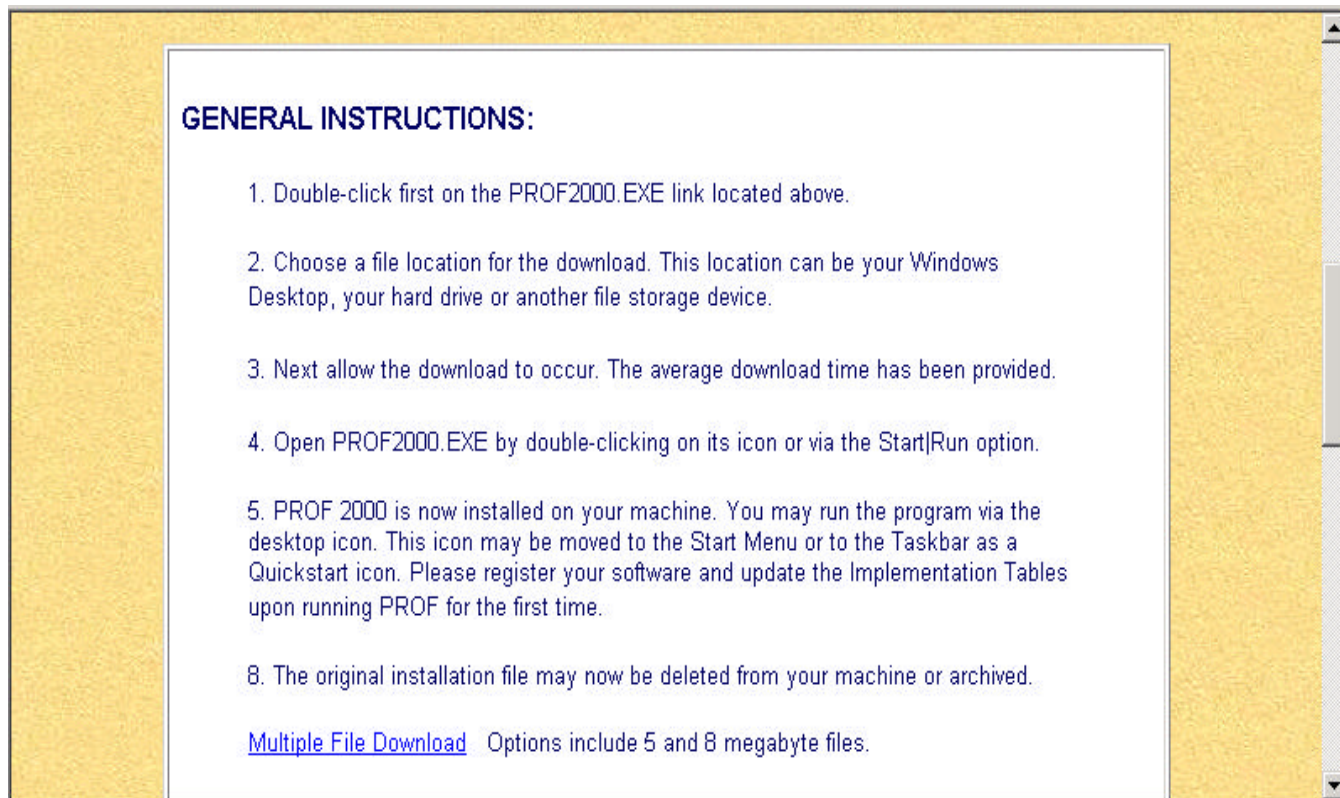 GENERAL INSTRUCTIONS:
1. Double-click first on the PROF2000.EXE link located above.
2. Choose a file location for the download. This location can be your Windows
Desktop, your hard drive or another file storage device.
3. Next allow the download to occur. The average download time has been provided.
4. Open PROF2000.EXE by double-clicking on its icon or via the Start|Run option.
5. PROF 2000 is now installed on your machine. You may run the program via the
desktop icon. This icon may be moved to the Start Menu or to the Taskbar as a
Quickstart icon. Please register your software and update the Implementation Tables
upon running PROF for the first time.
8. The original installation file may now be deleted from your machine or archived.
Multiple File Download Options include 5 and 8 megabyte files.